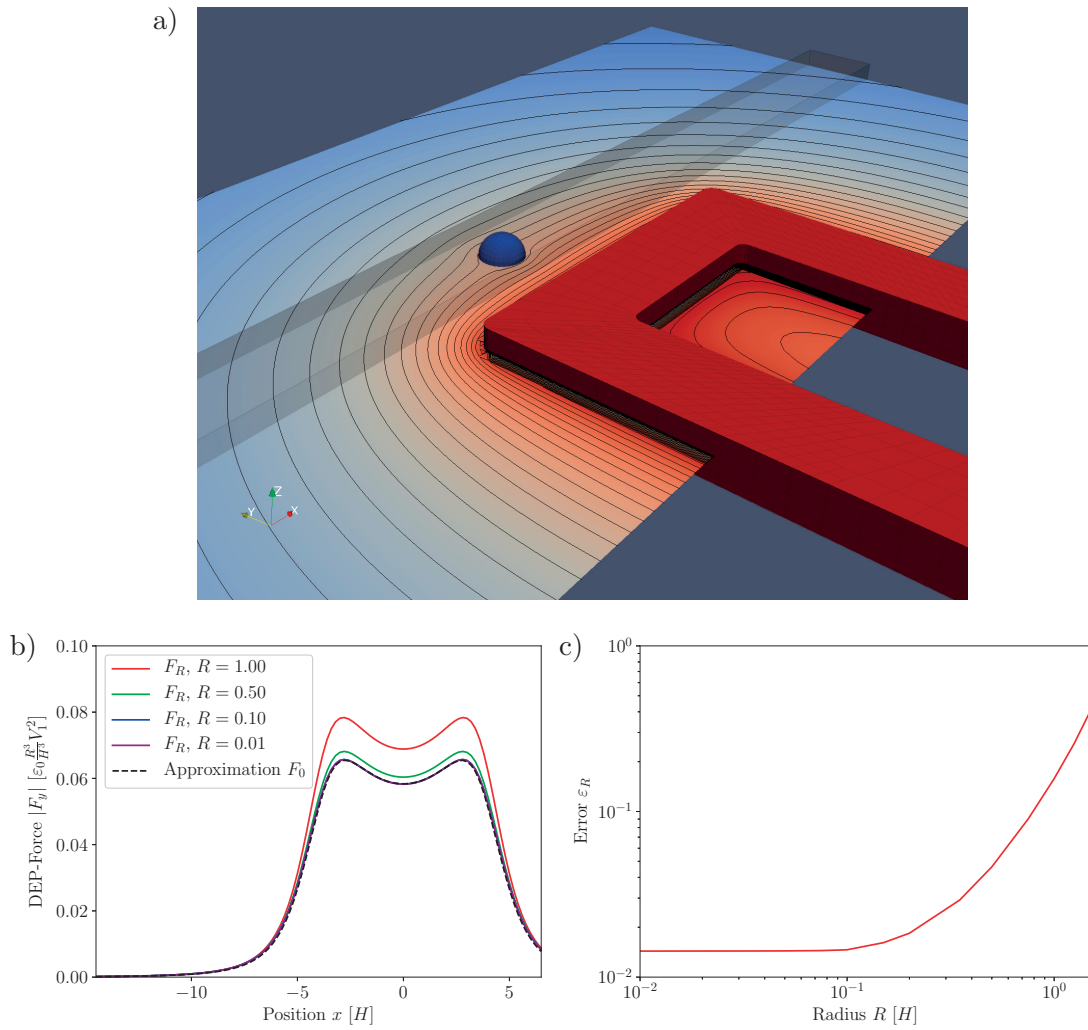 a)
Z
Y
X
b)
0.10
0.08
0.06
0.04
0.02
0.00
DEP-Force |F_y| [ε_0 R^3/H^3 V_1^2]
F_R, R = 1.00
F_R, R = 0.50
F_R, R = 0.10
F_R, R = 0.01
Approximation F_0
−10
−5
0
5
Position x [H]
c)
10^0
10^−1
10^−2
Error ε_R
10^−2
10^−1
10^0
Radius R [H]